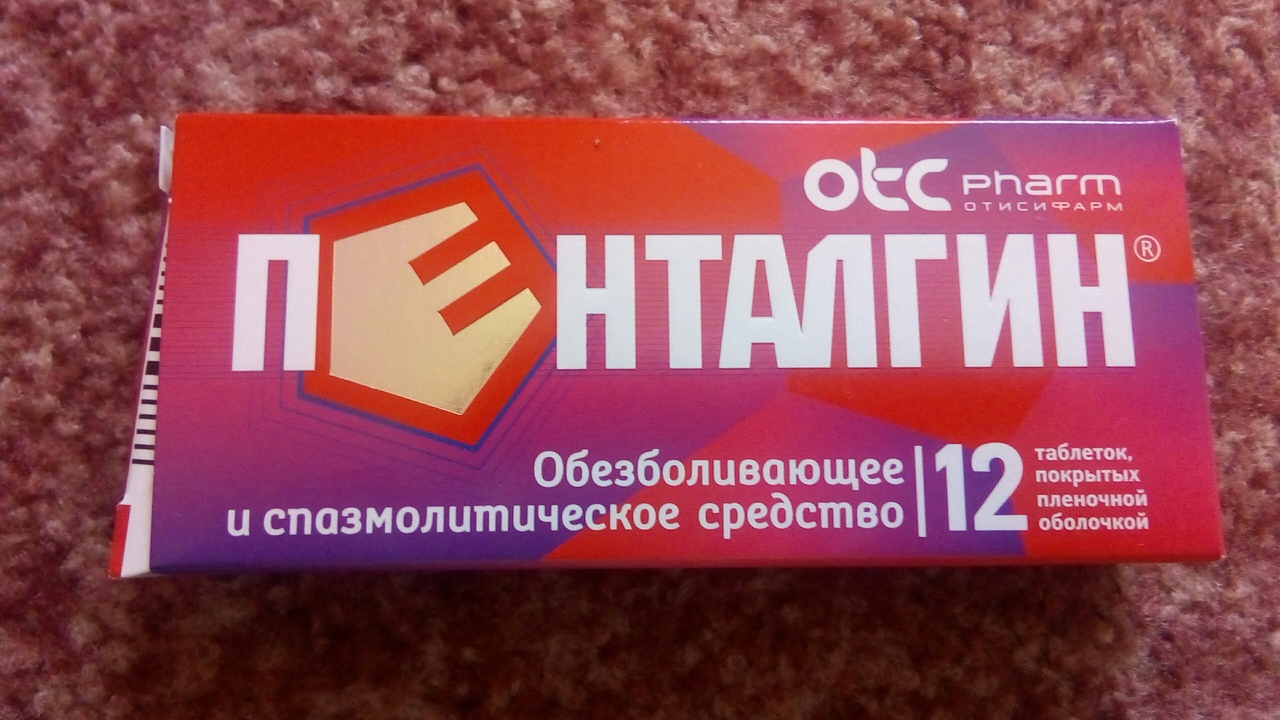 otc pharm
ОТИСИФАРМ
ПЕНТАЛГИН®
Обезболивающее
и спазмолитическое средство
12 таблеток,
покрытых
пленочной
оболочкой